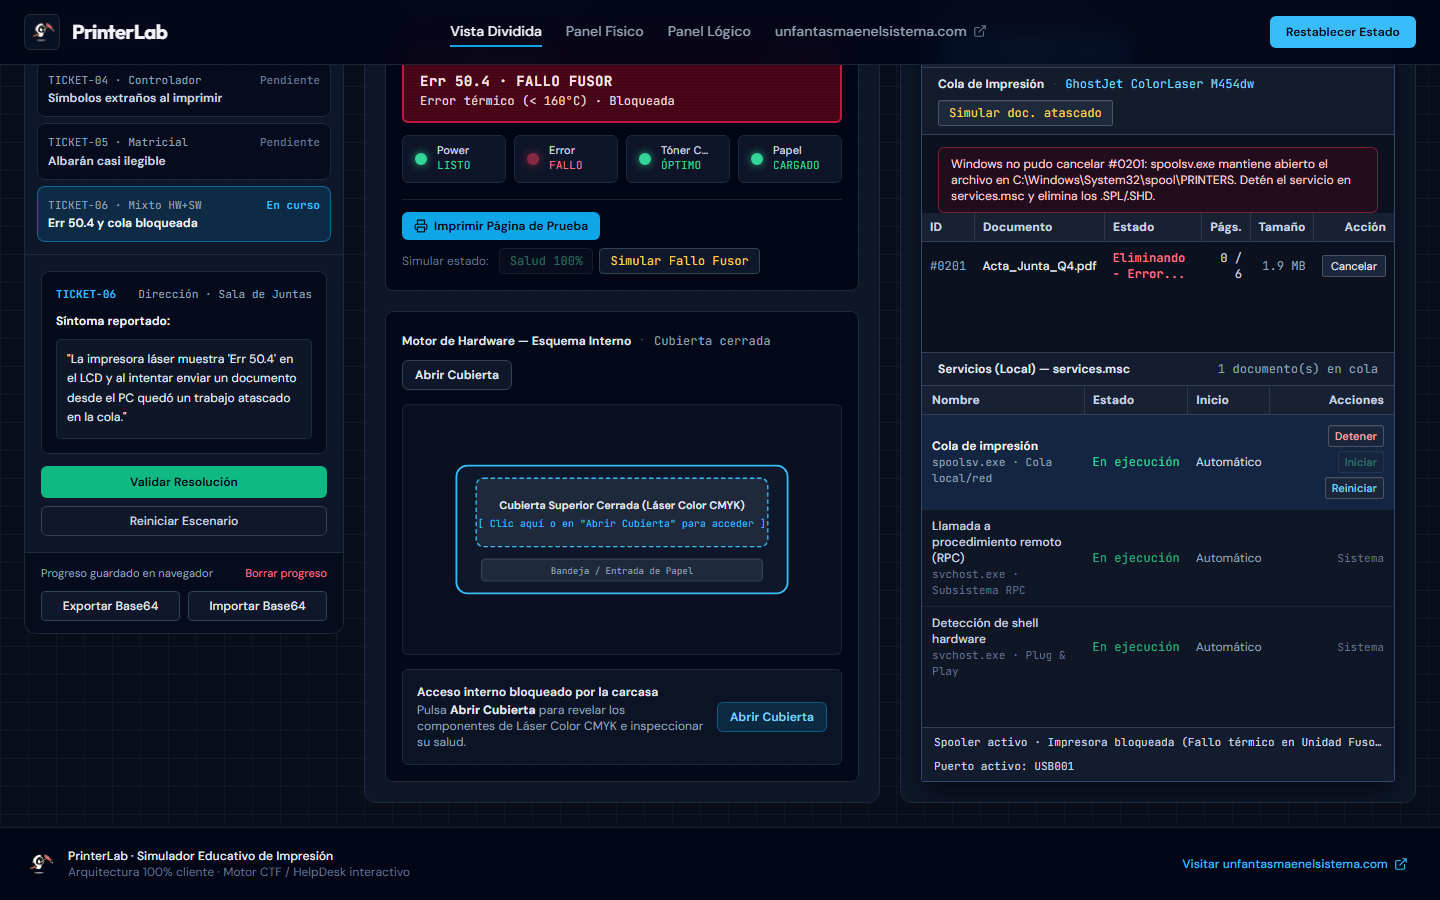 PrinterLab
Vista Dividida
Panel Físico
Panel Lógico
unfantasmaenelsistema.com
Restablecer Estado
TICKET-04 · Controlador
Pendiente
Símbolos extraños al imprimir
TICKET-05 · Matricial
Pendiente
Albarán casi ilegible
TICKET-06 · Mixto HW+SW
En curso
Err 50.4 y cola bloqueada
TICKET-06
Dirección · Sala de Juntas
Síntoma reportado:
"La impresora láser muestra 'Err 50.4' en
el LCD y al intentar enviar un documento
desde el PC quedó un trabajo atascado
en la cola."
Validar Resolución
Reiniciar Escenario
Progreso guardado en navegador
Borrar progreso
Exportar Base64
Importar Base64
Err 50.4 · FALLO FUSOR
Error térmico (< 160°C) · Bloqueada
Power
LISTO
Error
FALLO
Tóner C…
ÓPTIMO
Papel
CARGADO
Imprimir Página de Prueba
Simular estado:
Salud 100%
Simular Fallo Fusor
Motor de Hardware — Esquema Interno · Cubierta cerrada
Abrir Cubierta
Cubierta Superior Cerrada (Láser Color CMYK)
[ Clic aquí o en "Abrir Cubierta" para acceder ]
Bandeja / Entrada de Papel
Acceso interno bloqueado por la carcasa
Pulsa Abrir Cubierta para revelar los
componentes de Láser Color CMYK e inspeccionar
su salud.
Abrir Cubierta
Cola de Impresión · GhostJet ColorLaser M454dw
Simular doc. atascado
Windows no pudo cancelar #0201: spoolsv.exe mantiene abierto el
archivo en C:\Windows\System32\spool\PRINTERS. Detén el servicio en
services.msc y elimina los .SPL/.SHD.
ID
Documento
Estado
Págs.
Tamaño
Acción
#0201
Acta_Junta_Q4.pdf
Eliminando
- Error...
0 /
6
1.9 MB
Cancelar
Servicios (Local) — services.msc
1 documento(s) en cola
Nombre
Estado
Inicio
Acciones
Cola de impresión
spoolsv.exe · Cola
local/red
En ejecución
Automático
Detener
Iniciar
Reiniciar
Llamada a
procedimiento remoto
(RPC)
svchost.exe ·
Subsistema RPC
En ejecución
Automático
Sistema
Detección de shell
hardware
svchost.exe · Plug &
Play
En ejecución
Automático
Sistema
Spooler activo · Impresora bloqueada (Fallo térmico en Unidad Fuso…
Puerto activo: USB001
PrinterLab · Simulador Educativo de Impresión
Arquitectura 100% cliente · Motor CTF / HelpDesk interactivo
Visitar unfantasmaenelsistema.com